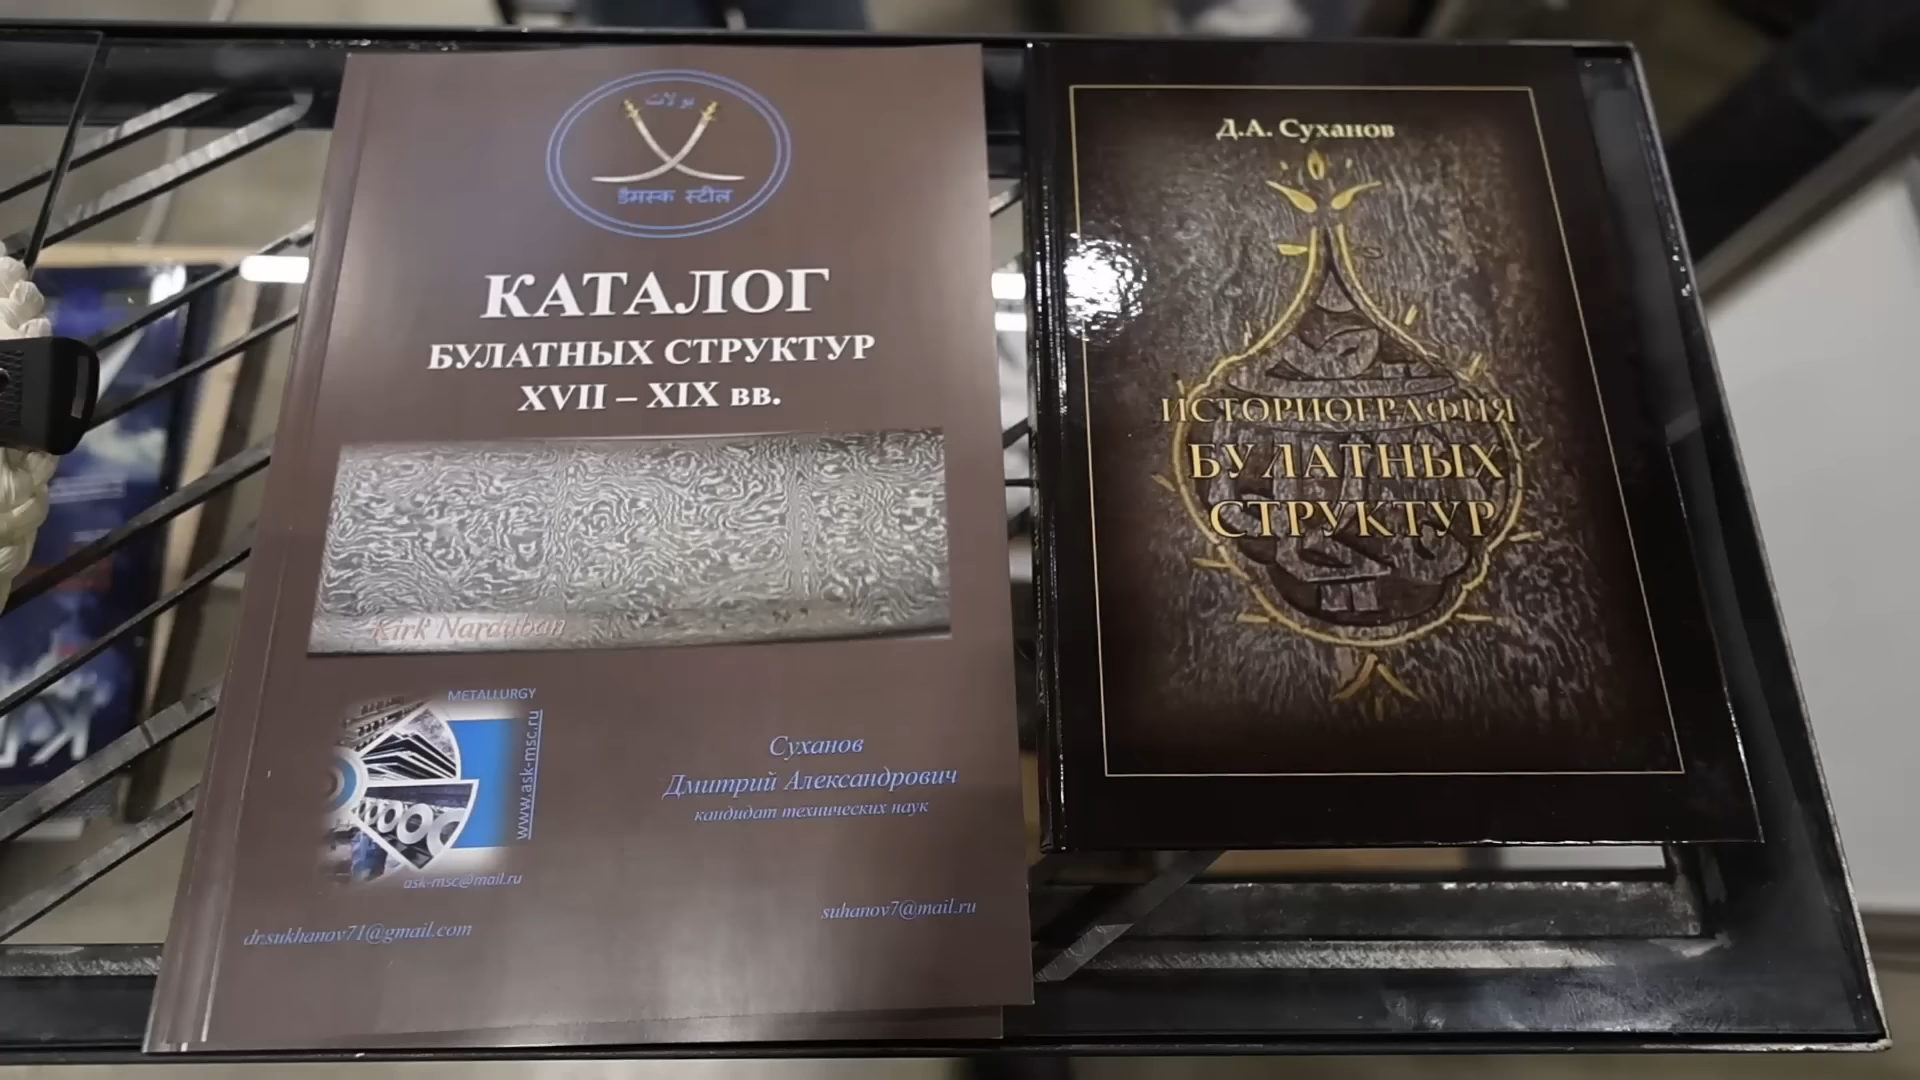 بولات
डैमस्क स्टील
КАТАЛОГ
БУЛАТНЫХ СТРУКТУР
XVII – XIX вв.
Kirk Narduban
METALLURGY
www.ask-msc.ru
ask-msc@mail.ru
Суханов
Дмитрий Александрович
кандидат технических наук
suhanov7@mail.ru
dr.sukhanov71@gmail.com
Д.А. Суханов
ИСТОРИОГРАФИЯ
БУЛАТНЫХ
СТРУКТУР